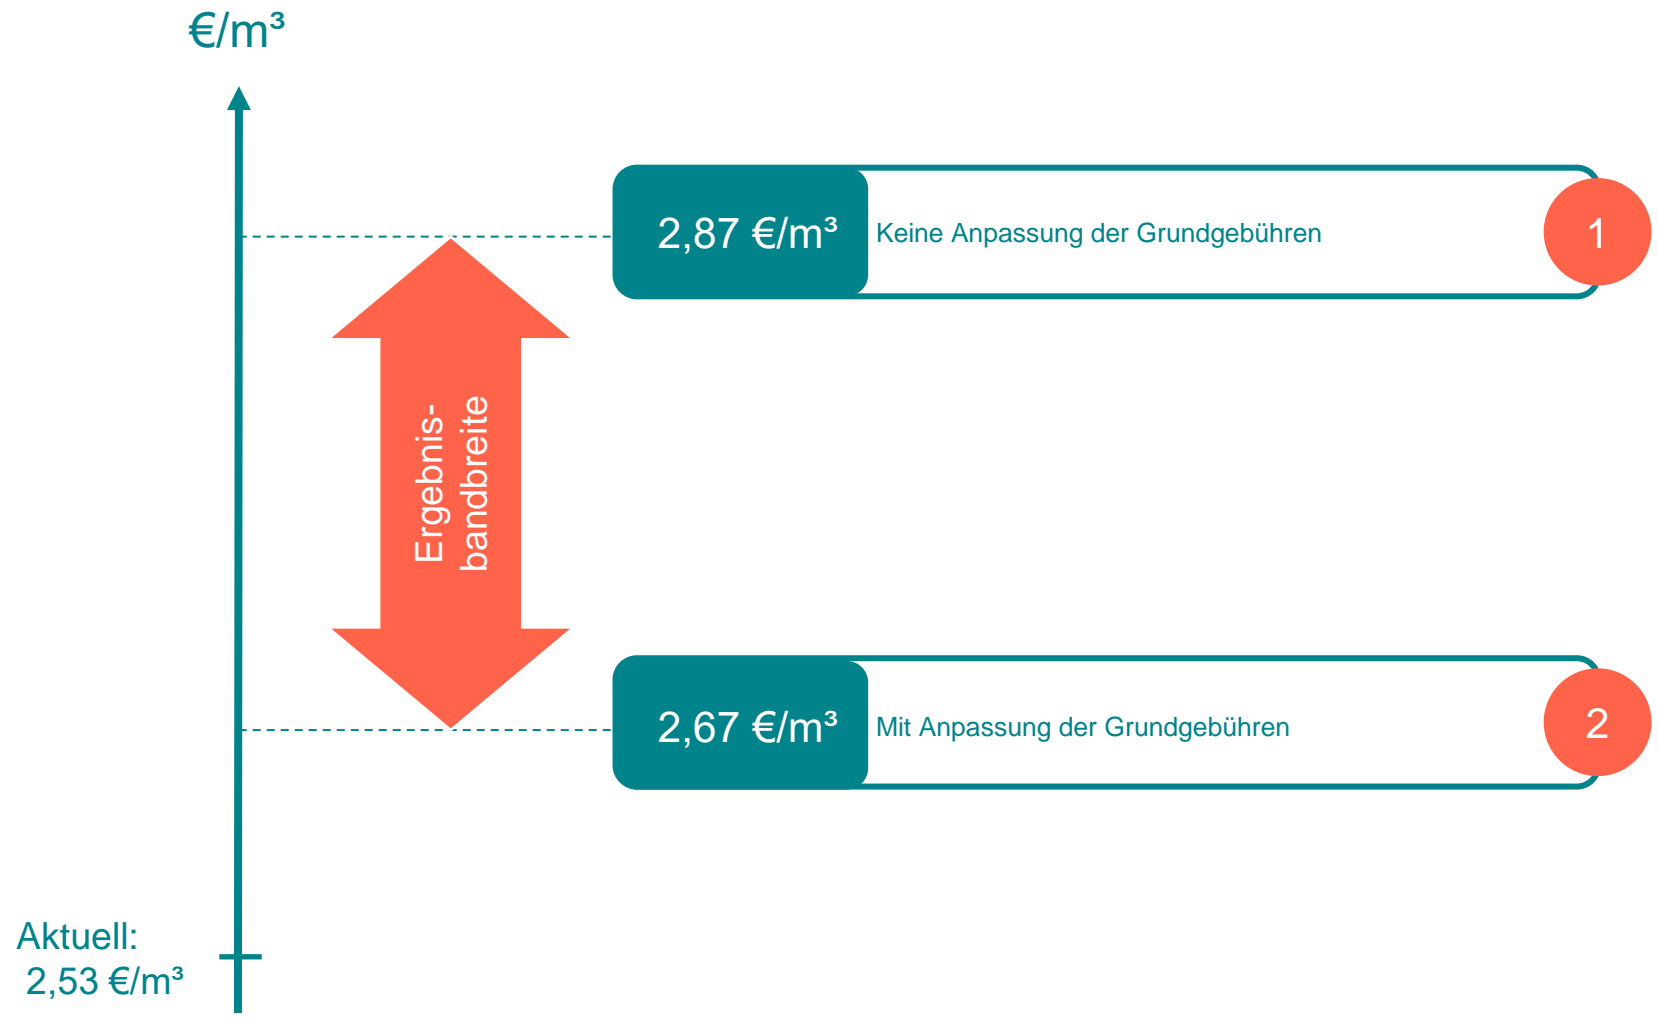 €/m³
2,87 €/m³
Keine Anpassung der Grundgebühren
1
Ergebnis-
bandbreite
2,67 €/m³
Mit Anpassung der Grundgebühren
2
Aktuell:
2,53 €/m³